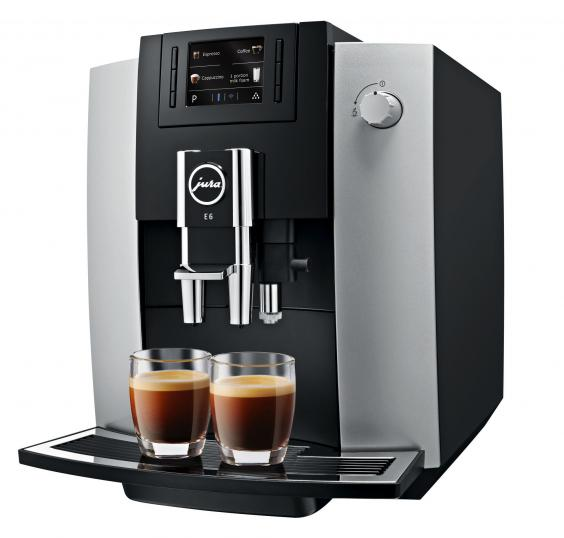 Espresso
Coffee
Cappuccino
1 portion
milk foam
P
jura
E6